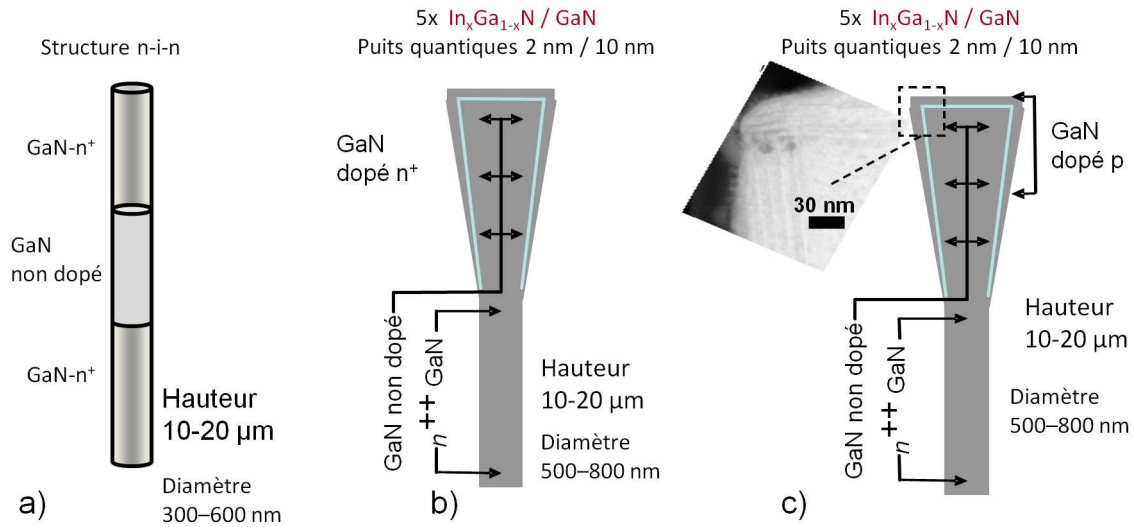 Structure n-i-n
GaN-n⁺
GaN
non dopé
GaN-n⁺
Hauteur
10-20 µm
Diamètre
300–600 nm
a)
5x InₓGa₁₋ₓN / GaN
Puits quantiques 2 nm / 10 nm
GaN
dopé n⁺
GaN non dopé
n⁺⁺ GaN
Hauteur
10-20 µm
Diamètre
500–800 nm
b)
5x InₓGa₁₋ₓN / GaN
Puits quantiques 2 nm / 10 nm
30 nm
GaN
dopé p
GaN non dopé
n⁺⁺ GaN
Hauteur
10-20 µm
Diamètre
500–800 nm
c)